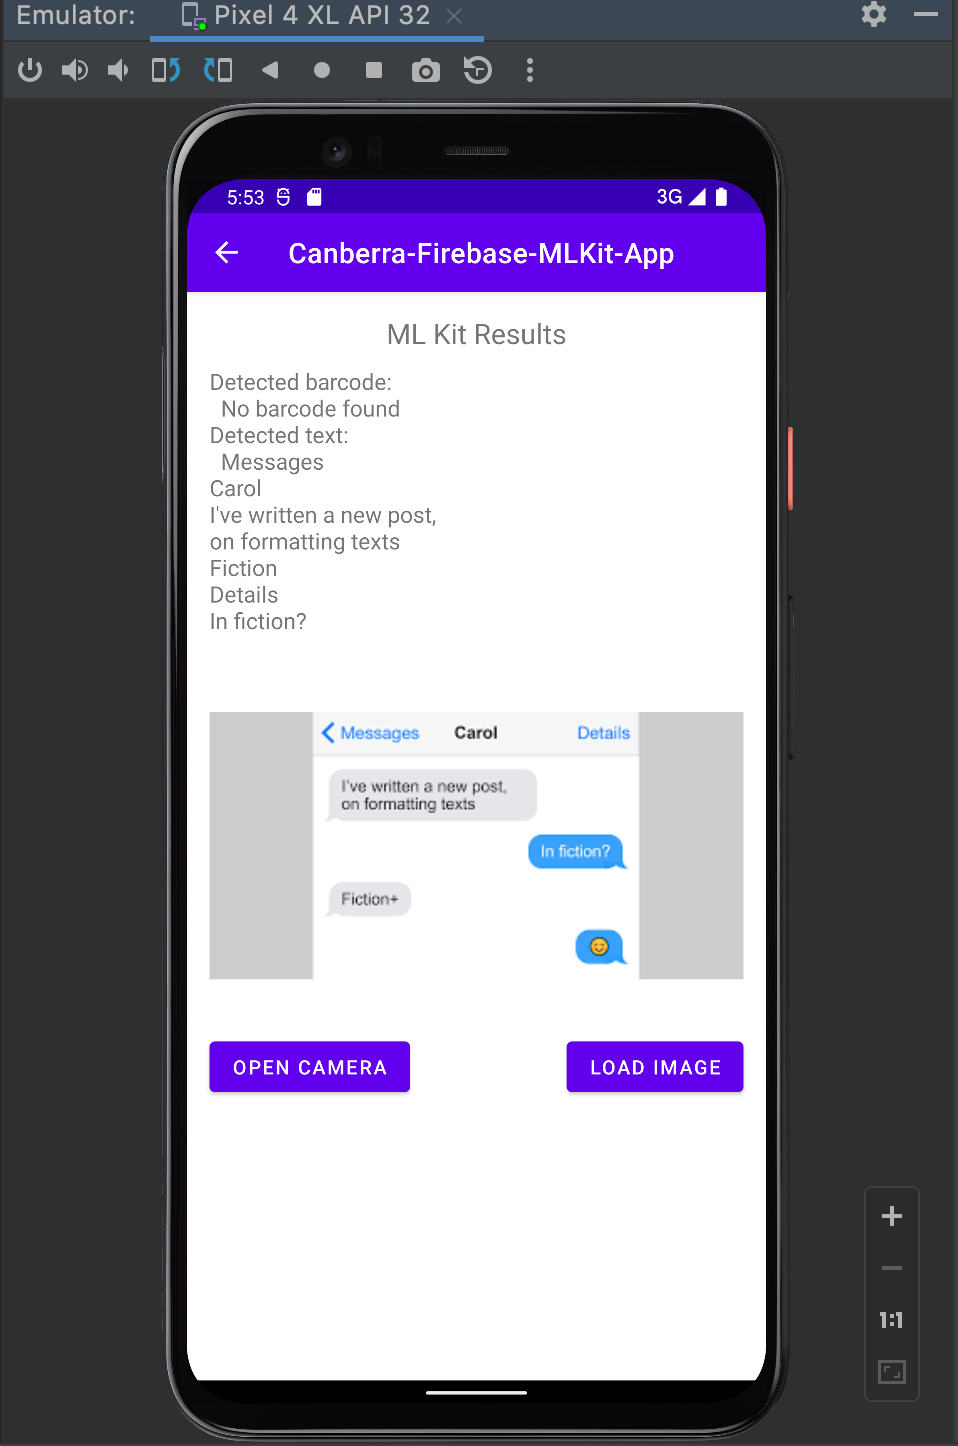 Emulator: Pixel 4 XL API 32
5:53 3G
Canberra-Firebase-MLKit-App
ML Kit Results
Detected barcode:
No barcode found
Detected text:
Messages
Carol
I've written a new post,
on formatting texts
Fiction
Details
In fiction?
Messages Carol Details
I've written a new post,
on formatting texts
In fiction?
Fiction+
OPEN CAMERA LOAD IMAGE
1:1